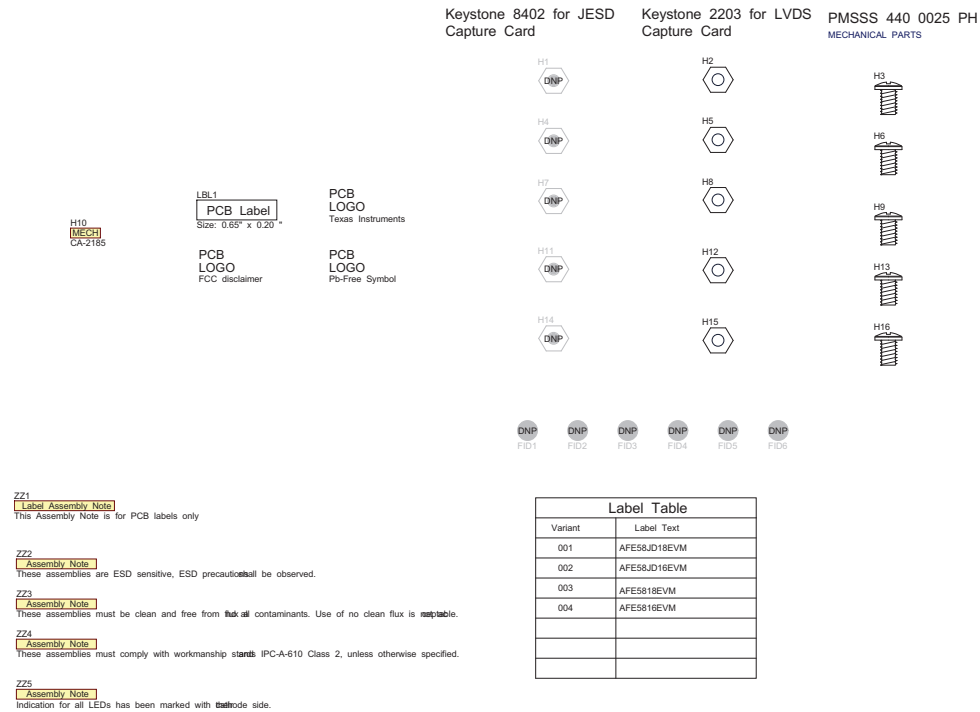 Keystone 8402 for JESD
Capture Card
Keystone 2203 for LVDS
Capture Card
PMSSS 440 0025 PH
MECHANICAL PARTS
H1
DNP
H2
H3
H4
DNP
H5
H6
H7
DNP
H8
H9
H10
MECH
CA-2185
LBL1
PCB Label
Size: 0.65" x 0.20 "
PCB
LOGO
Texas Instruments
PCB
LOGO
FCC disclaimer
PCB
LOGO
Pb-Free Symbol
H11
DNP
H12
H13
H14
DNP
H15
H16
DNP DNP DNP DNP DNP DNP
FID1 FID2 FID3 FID4 FID5 FID6
ZZ1
Label Assembly Note
This Assembly Note is for PCB labels only
ZZ2
Assembly Note
These assemblies are ESD sensitive, ESD precautions shall be observed.
ZZ3
Assembly Note
These assemblies must be clean and free from flux all contaminants. Use of no clean flux is
ZZ4
Assembly Note
These assemblies must comply with workmanship IPC-A-610 Class 2, unless otherwise specified.
ZZ5
Assembly Note
Indication for all LEDs has been marked with side.
Label Table
Variant Label Text
001 AFE58JD18EVM
002 AFE58JD16EVM
003 AFE5818EVM
004 AFE5816EVM